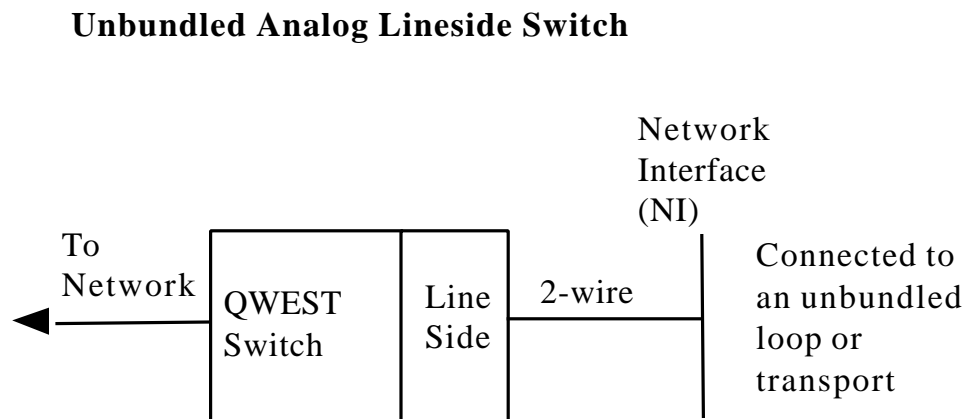 Unbundled Analog Lineside Switch
Network
Interface
(NI)
To
Network
QWEST
Switch
Line
Side
2-wire
Connected to
an unbundled
loop or
transport